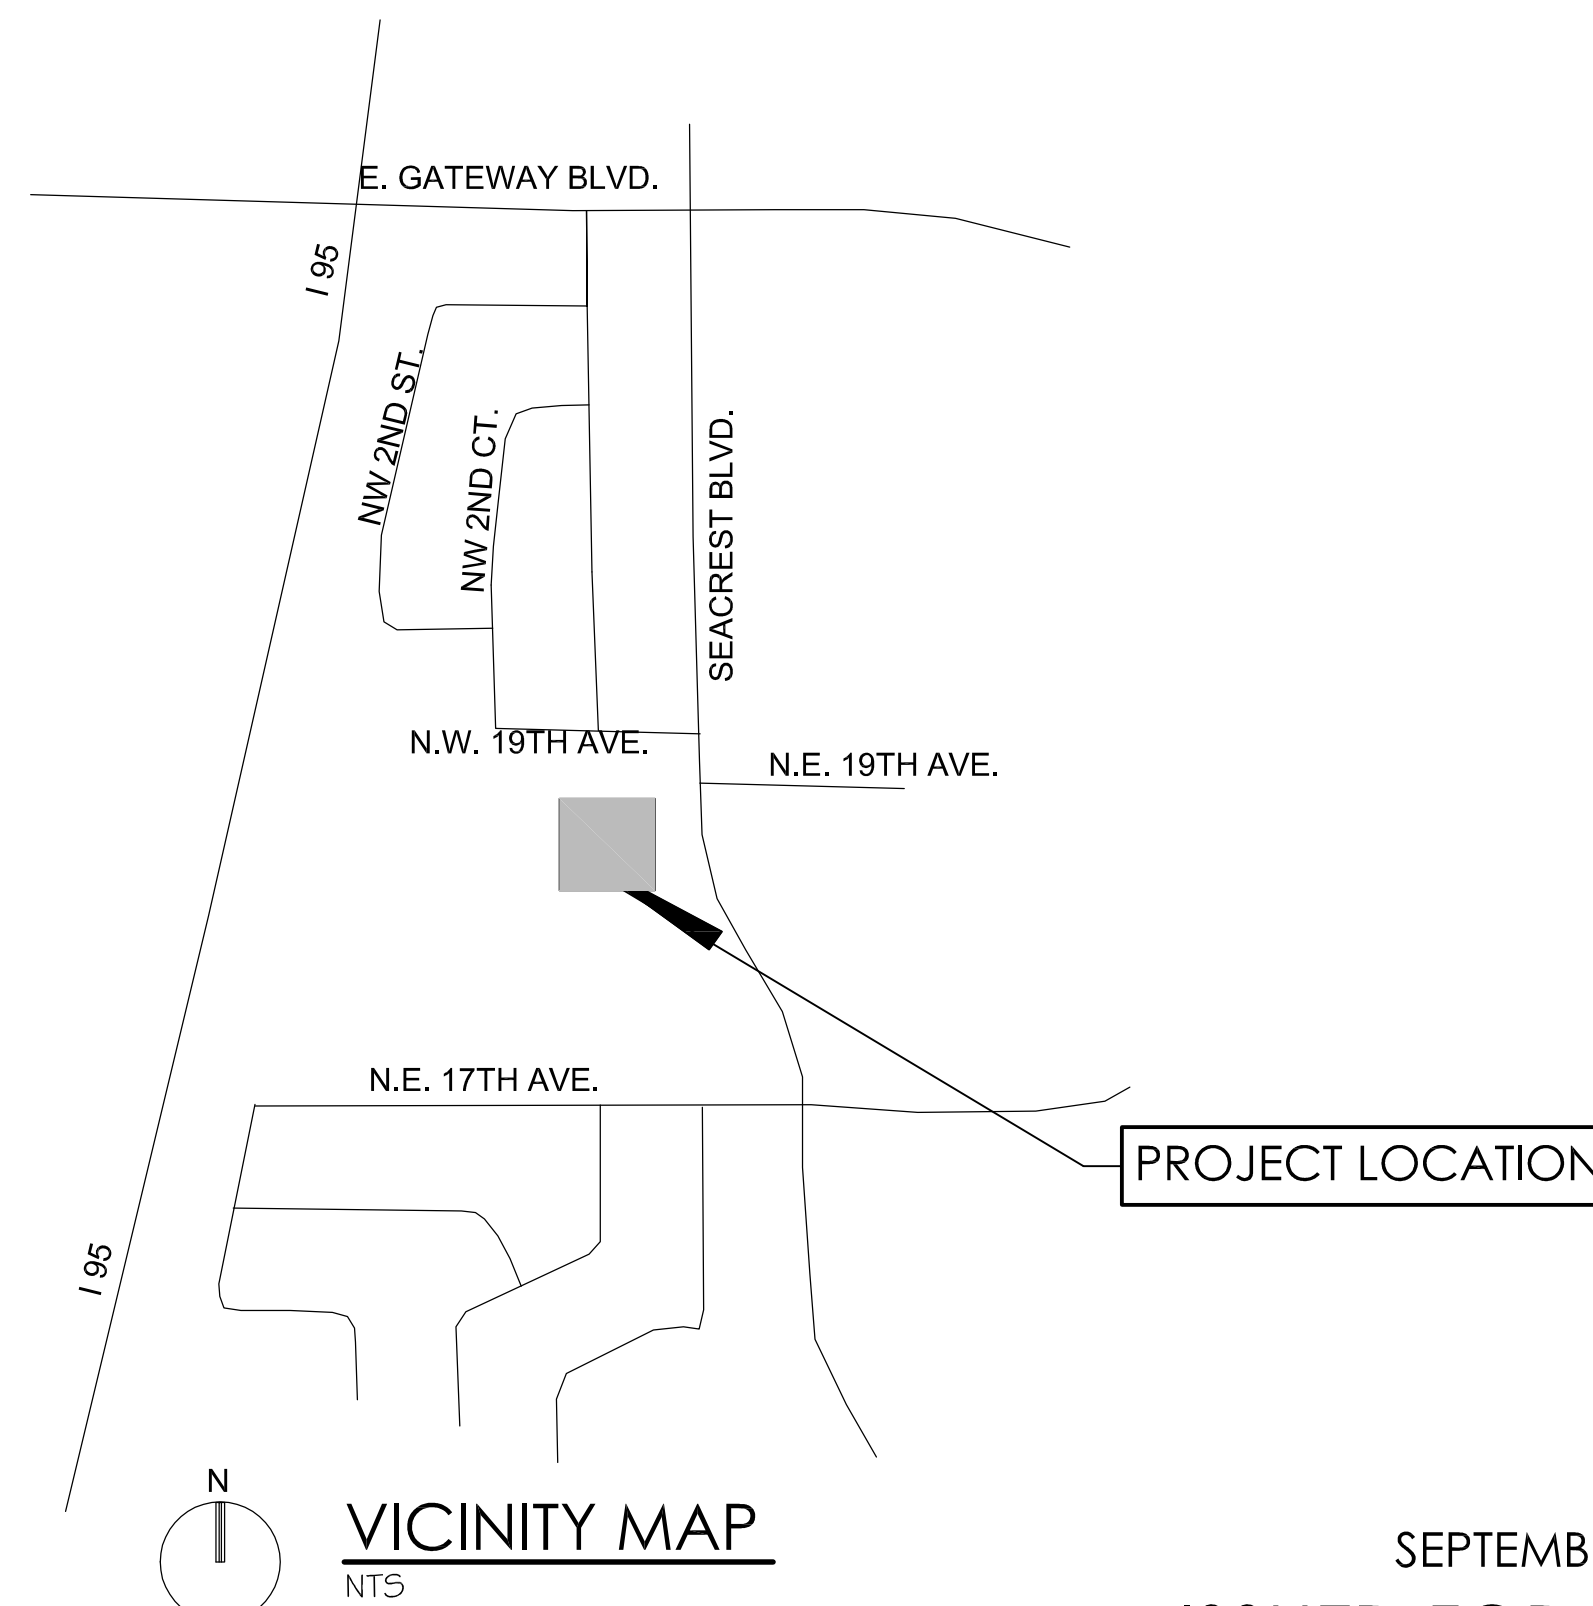 E. GATEWAY BLVD.
I 95
NW 2ND ST.
NW 2ND CT.
SEACREST BLVD.
N.W. 19TH AVE.
N.E. 19TH AVE.
N.E. 17TH AVE.
PROJECT LOCATION
I 95
N
VICINITY MAP
NTS